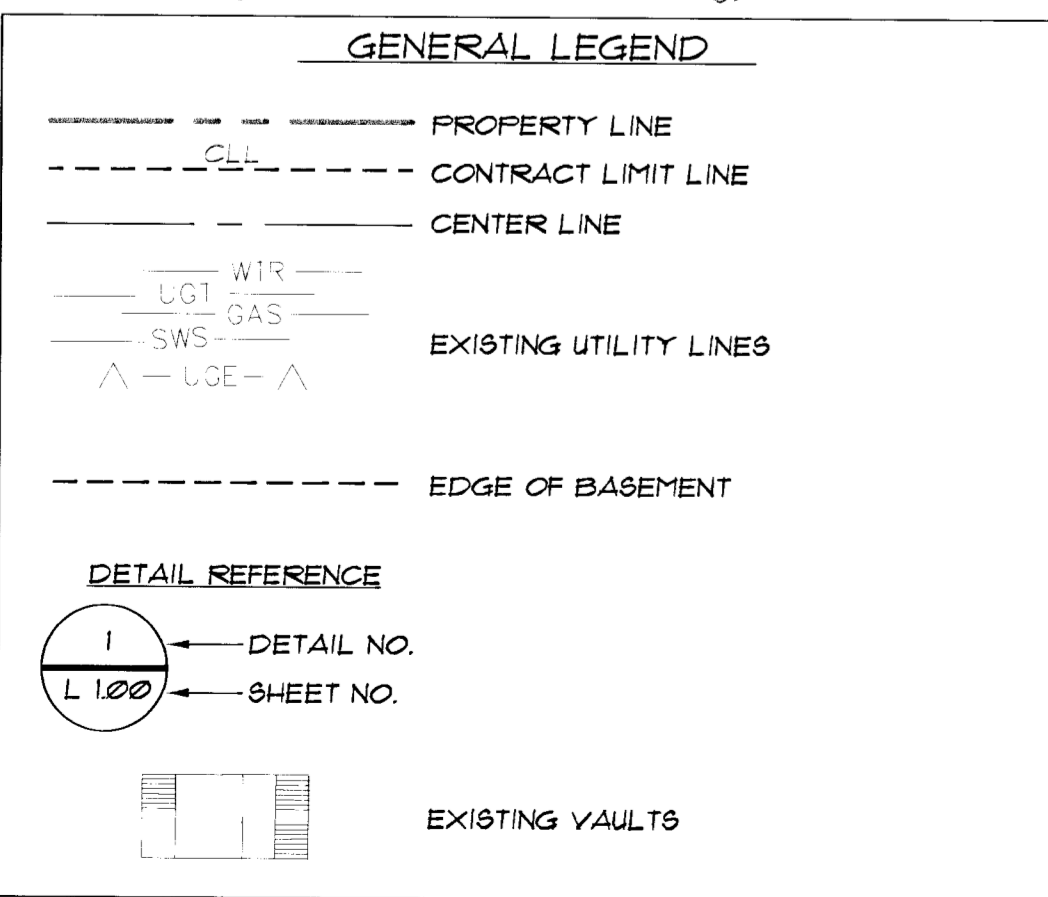 GENERAL LEGEND
PROPERTY LINE
CLL
CONTRACT LIMIT LINE
CENTER LINE
WTR
UGT
GAS
SWS
EXISTING UTILITY LINES
UGE
EDGE OF BASEMENT
DETAIL REFERENCE
1
DETAIL NO.
L 1.00
SHEET NO.
EXISTING VAULTS